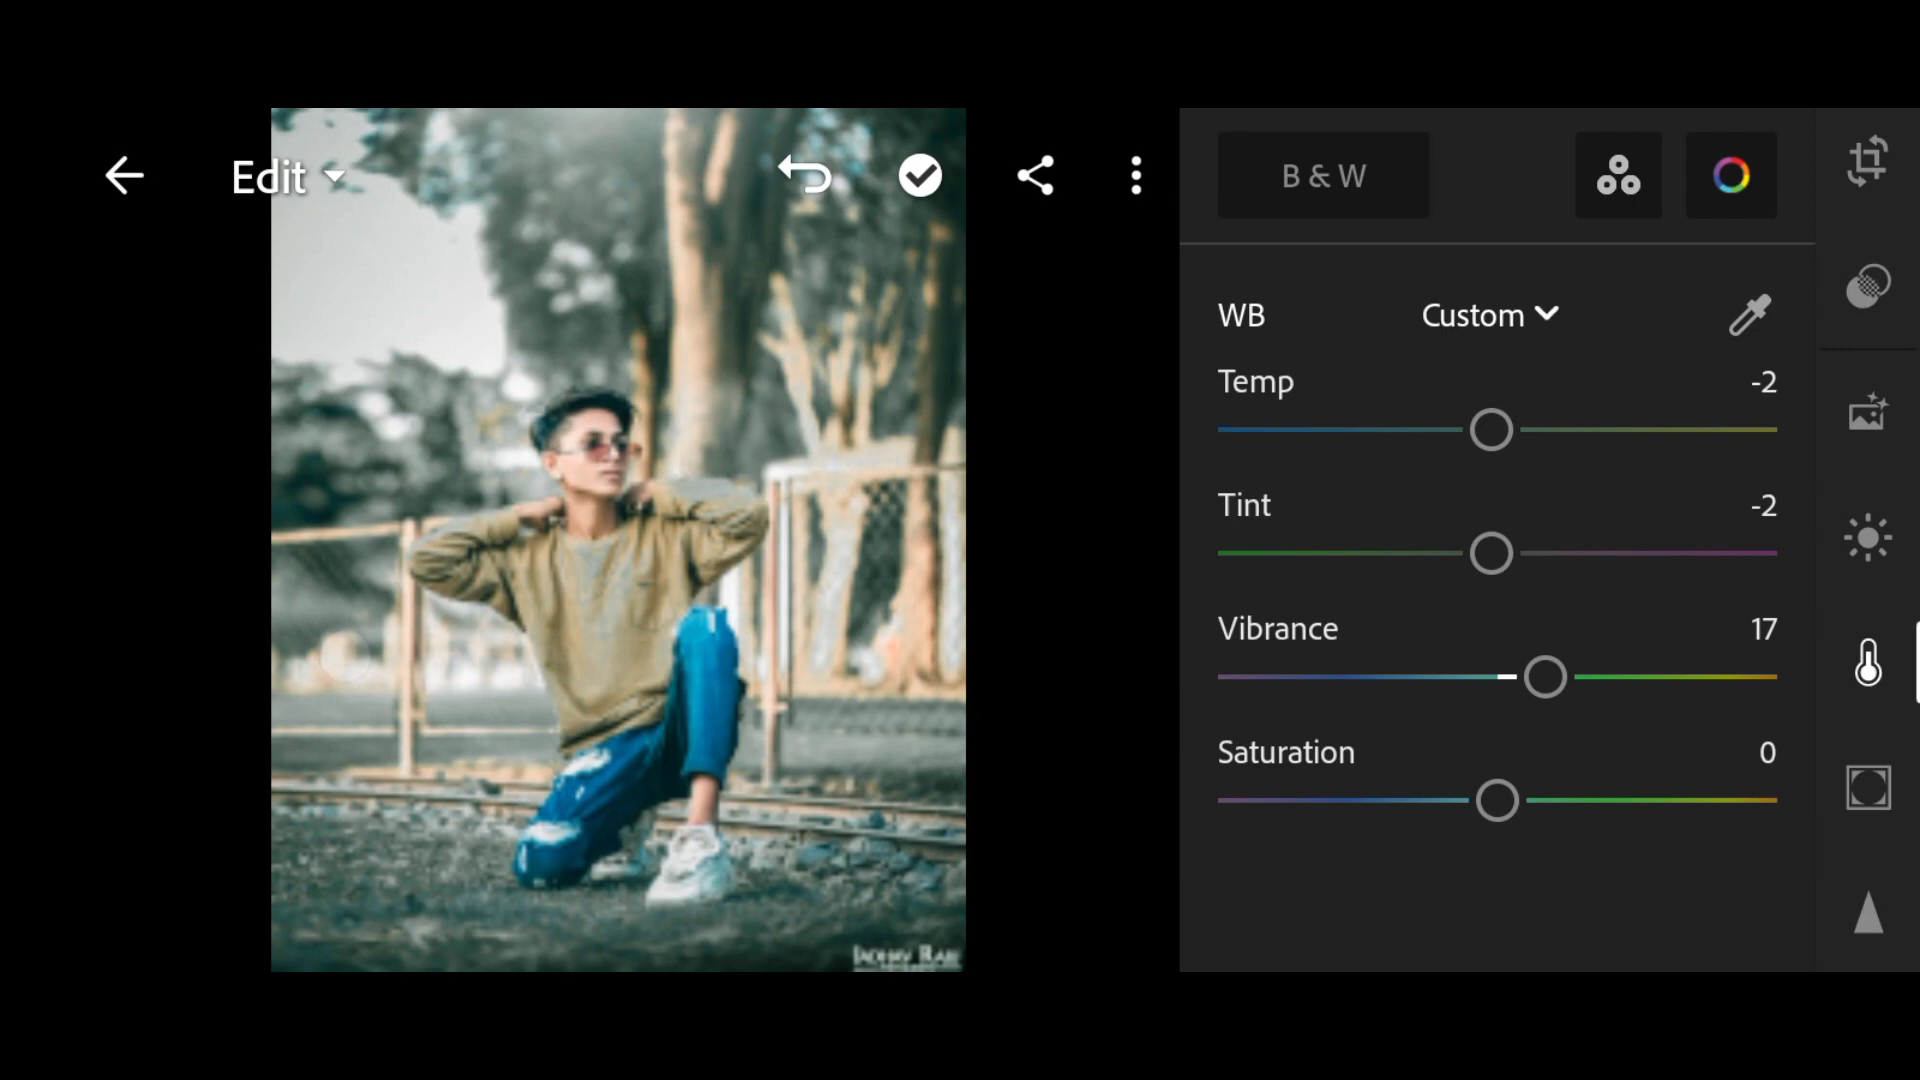 Edit
B & W
WB Custom
Temp -2
Tint -2
Vibrance 17
Saturation 0